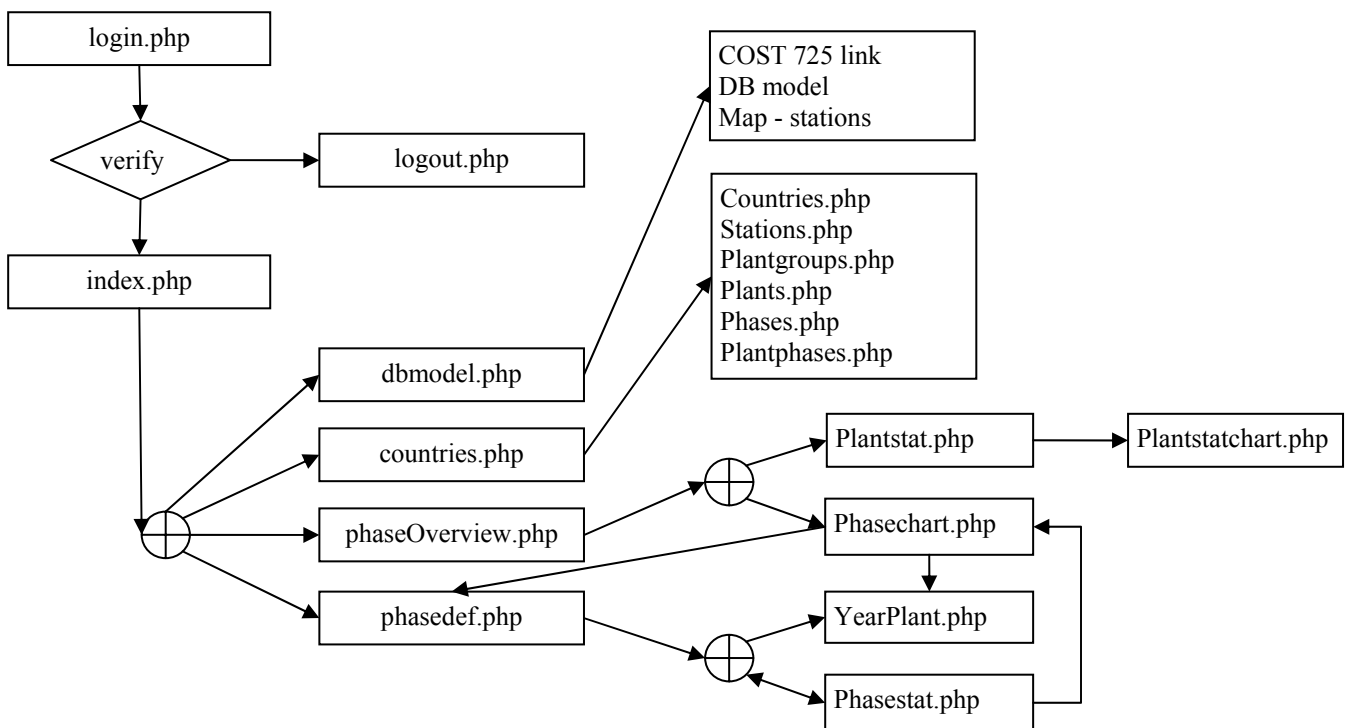 login.php
verify
logout.php
index.php
COST 725 link
DB model
Map - stations
Countries.php
Stations.php
Plantgroups.php
Plants.php
Phases.php
Plantphases.php
dbmodel.php
countries.php
phaseOverview.php
phasedef.php
Plantstat.php
Plantstatchart.php
Phasechart.php
YearPlant.php
Phasestat.php